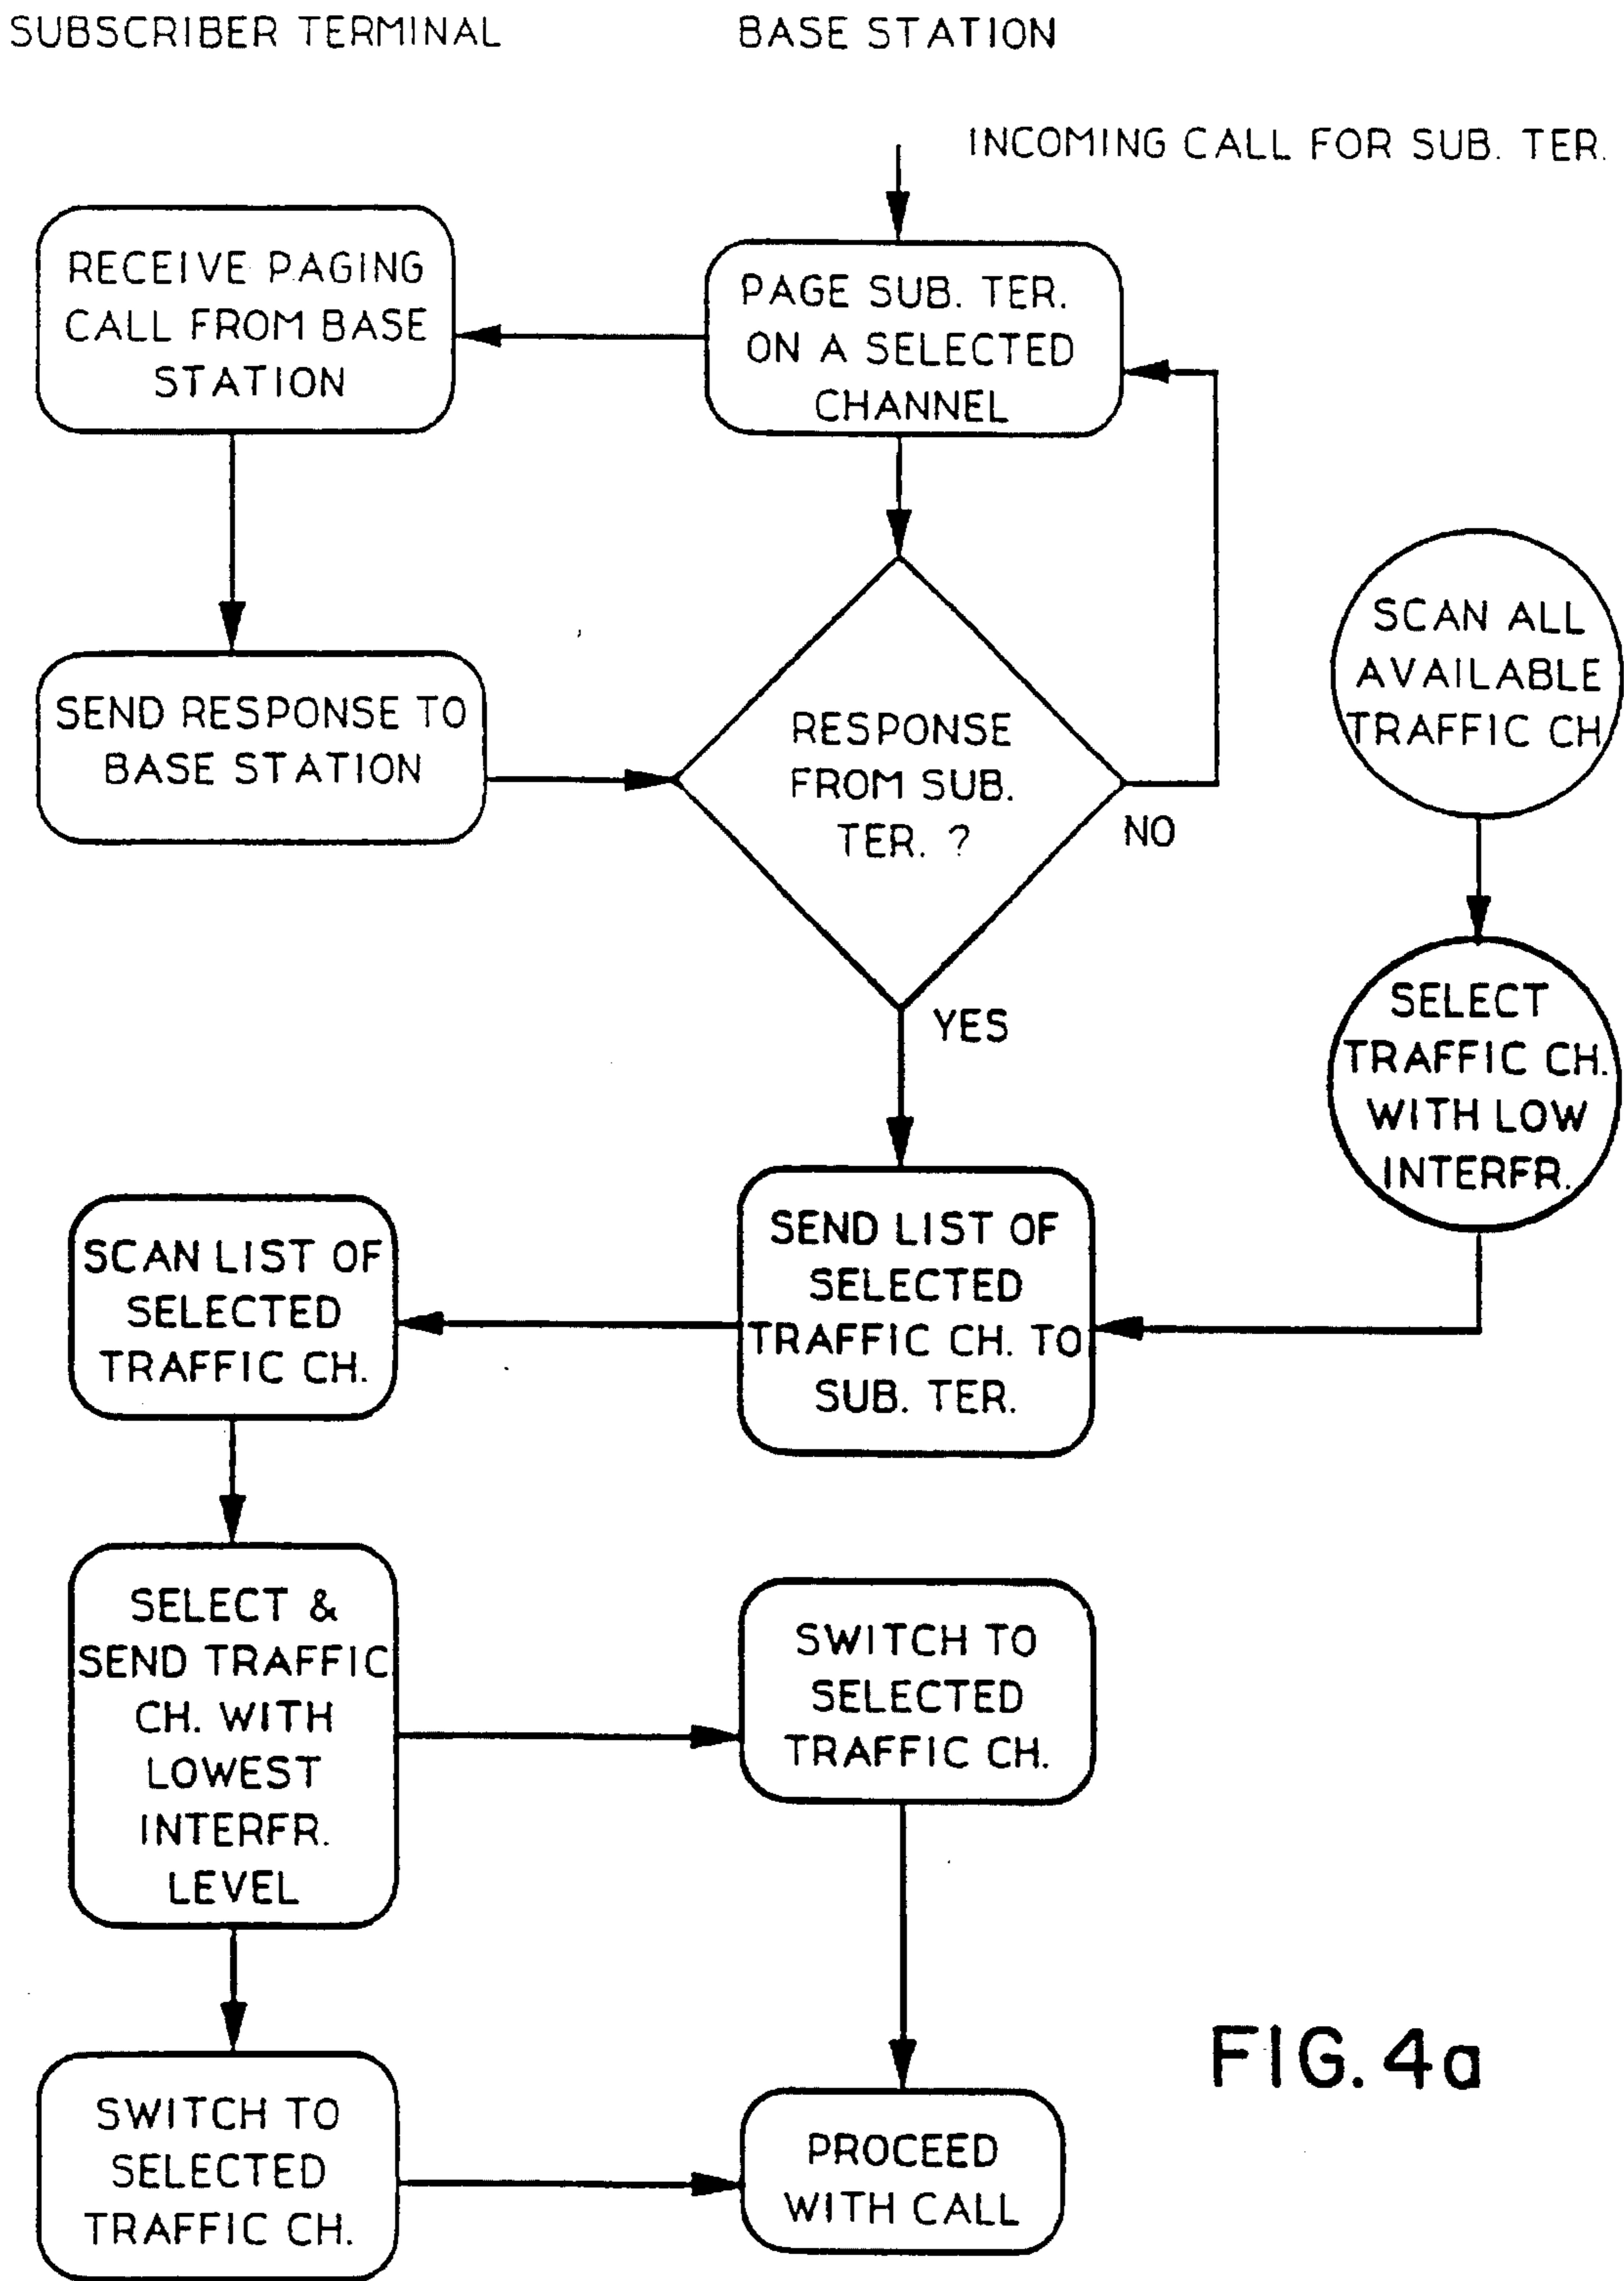 SUBSCRIBER TERMINAL
BASE STATION
INCOMING CALL FOR SUB. TER.
RECEIVE PAGING
CALL FROM BASE
STATION
PAGE SUB. TER.
ON A SELECTED
CHANNEL
SEND RESPONSE TO
BASE STATION
RESPONSE
FROM SUB.
TER. ?
NO
YES
SCAN ALL
AVAILABLE
TRAFFIC CH
SELECT
TRAFFIC CH.
WITH LOW
INTERFR.
SEND LIST OF
SELECTED
TRAFFIC CH. TO
SUB. TER.
SCAN LIST OF
SELECTED
TRAFFIC CH.
SELECT &
SEND TRAFFIC
CH. WITH
LOWEST
INTERFR.
LEVEL
SWITCH TO
SELECTED
TRAFFIC CH.
SWITCH TO
SELECTED
TRAFFIC CH.
PROCEED
WITH CALL
FIG. 4a